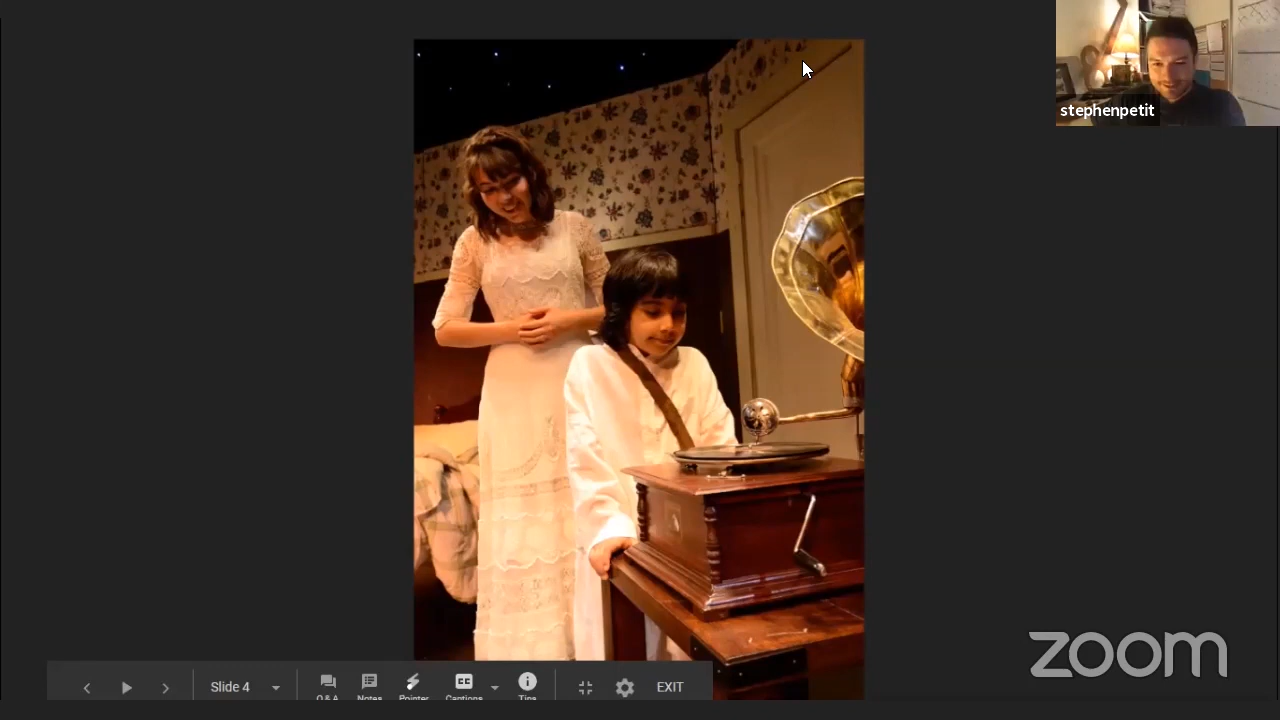 stephenpetit
zoom
Slide 4
Q & A
Notes
Pointer
Captions
Tips
EXIT